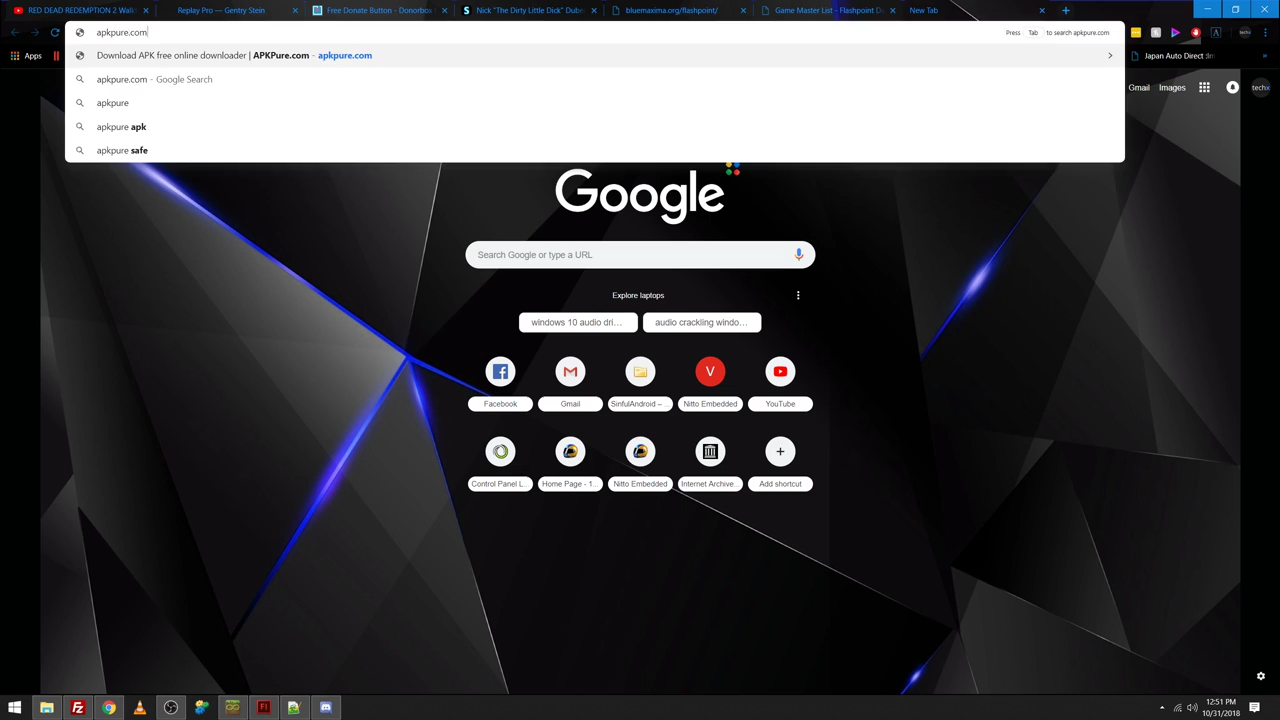 RED DEAD REDEMPTION 2 Walk
Replay Pro — Gentry Stein
Free Donate Button - Donorbox
Nick "The Dirty Little Dick" Dube
bluemaxima.org/flashpoint/
Game Master List - Flashpoint D
New Tab
apkpure.com
Press Tab to search apkpure.com
Apps
Download APK free online downloader | APKPure.com - apkpure.com
Japan Auto Direct
apkpure.com - Google Search
Gmail Images
techx
apkpure
apkpure apk
apkpure safe
Google
Search Google or type a URL
Explore laptops
windows 10 audio dri...
audio crackling windo...
V
Facebook
Gmail
SinfulAndroid – ...
Nitto Embedded
YouTube
Control Panel L...
Home Page - 1...
Nitto Embedded
Internet Archive...
Add shortcut
12:51 PM
10/31/2018